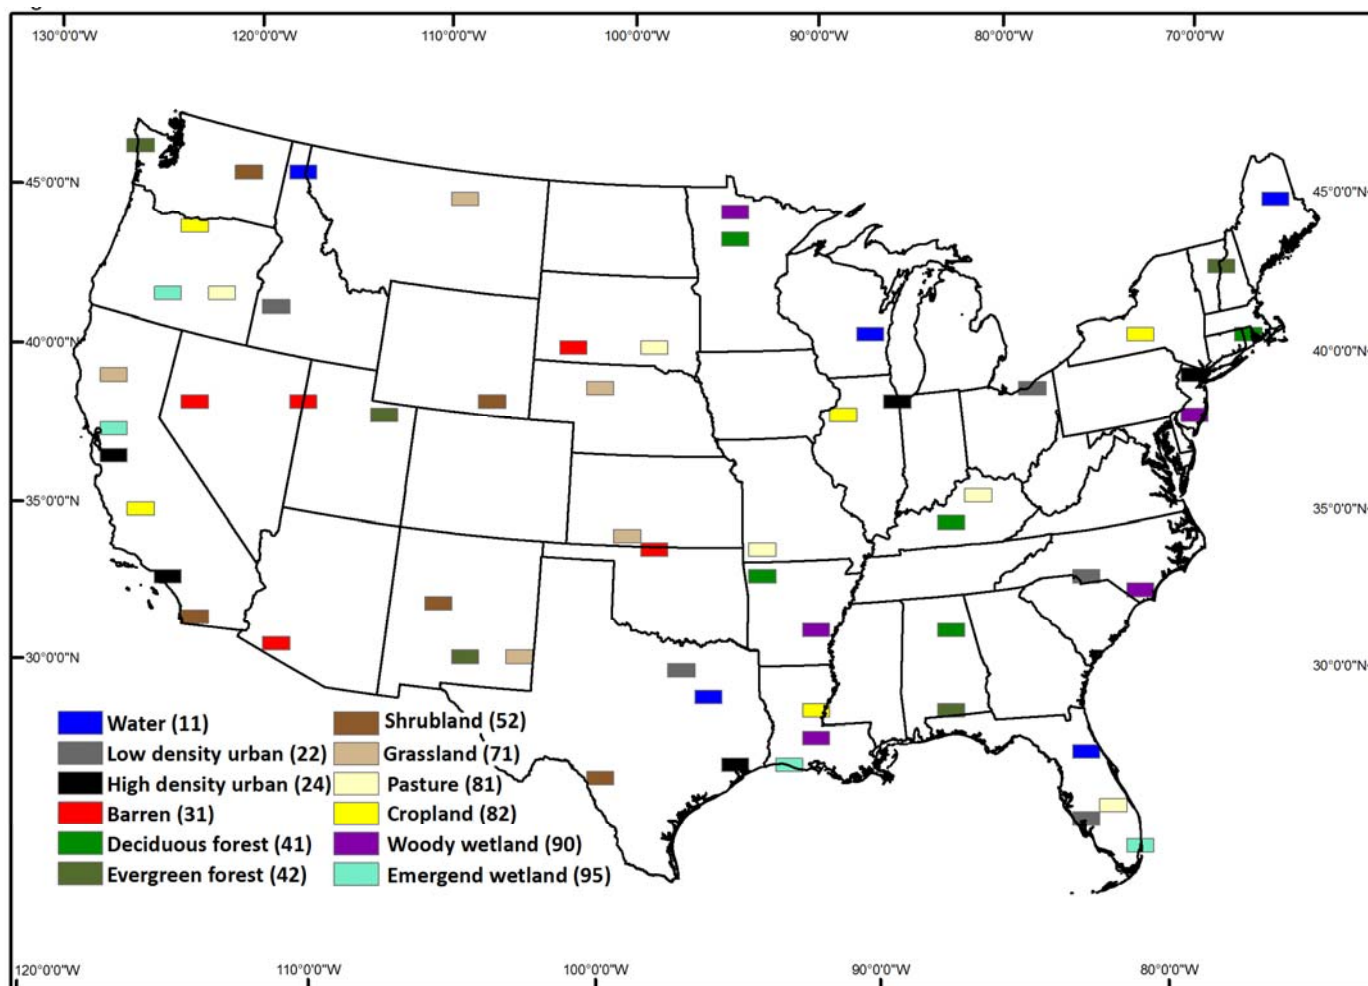 130°0'0"W 120°0'0"W 110°0'0"W 100°0'0"W 90°0'0"W 80°0'0"W 70°0'0"W
45°0'0"N 45°0'0"N
40°0'0"N 40°0'0"N
35°0'0"N 35°0'0"N
30°0'0"N 30°0'0"N
Water (11)
Low density urban (22)
High density urban (24)
Barren (31)
Deciduous forest (41)
Evergreen forest (42)
Shrubland (52)
Grassland (71)
Pasture (81)
Cropland (82)
Woody wetland (90)
Emergend wetland (95)
120°0'0"W 110°0'0"W 100°0'0"W 90°0'0"W 80°0'0"W